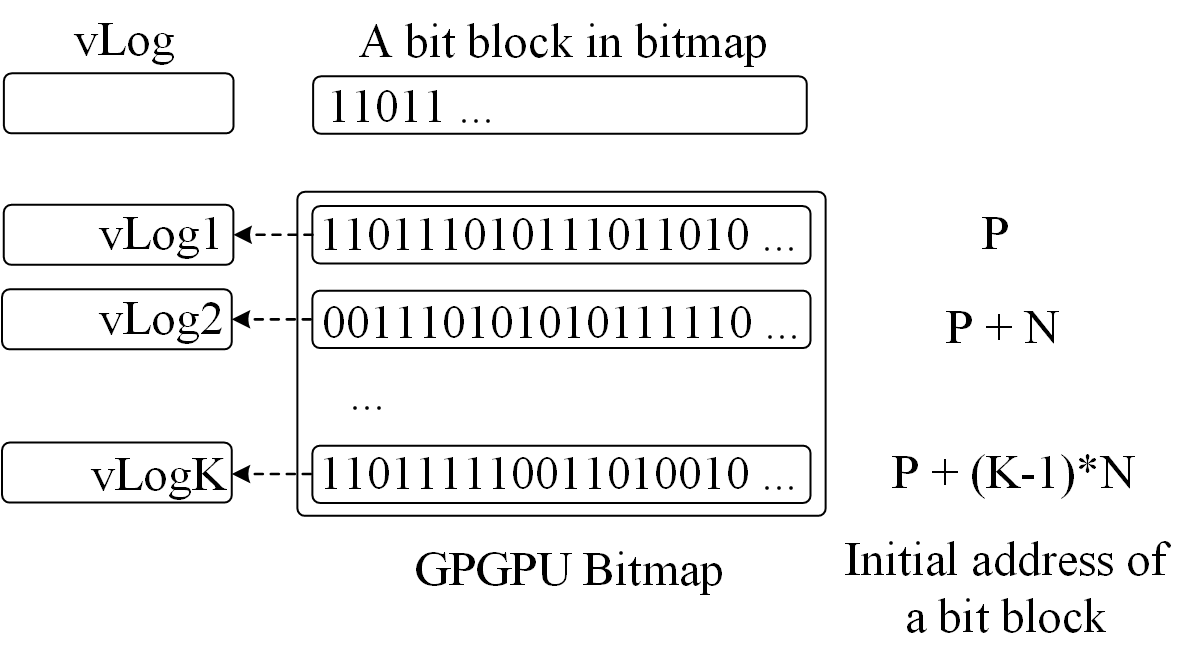 vLog A bit block in bitmap
11011 ...
vLog1 110111010111011010 ... P
vLog2 001110101010111110 ... P + N
...
vLogK 110111110011010010 ... P + (K-1)*N
GPGPU Bitmap Initial address of
a bit block